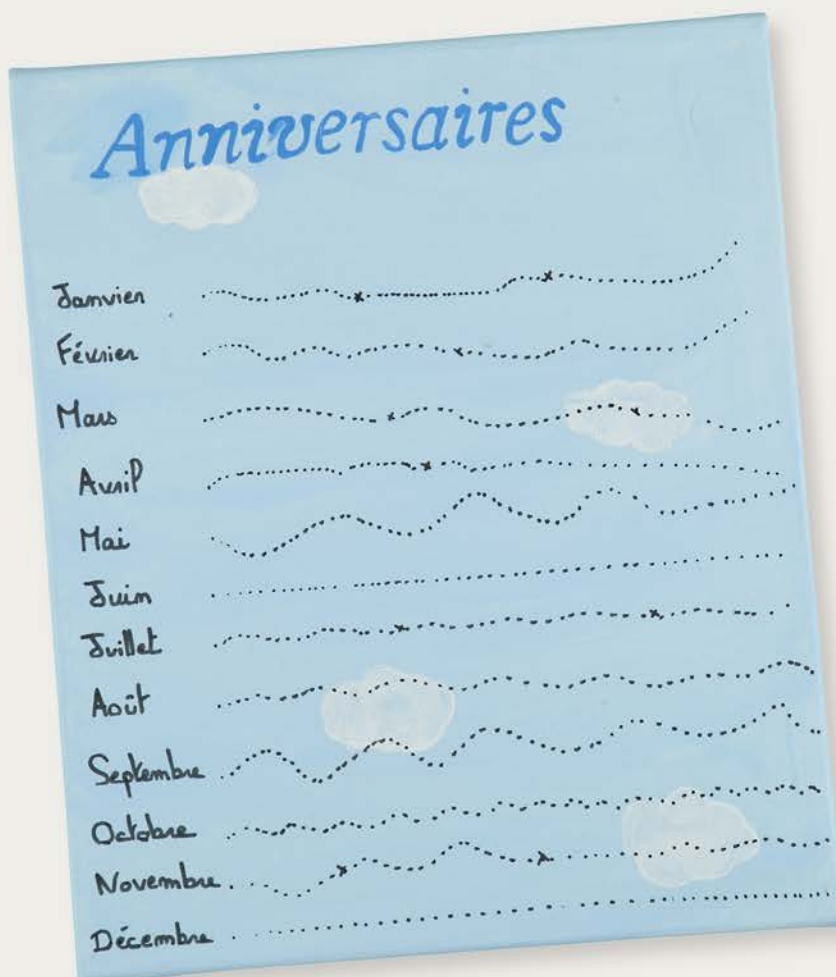 Anniversaires
Janvier
Février
Mars
Avril
Mai
Juin
Juillet
Août
Septembre
Octobre
Novembre
Décembre